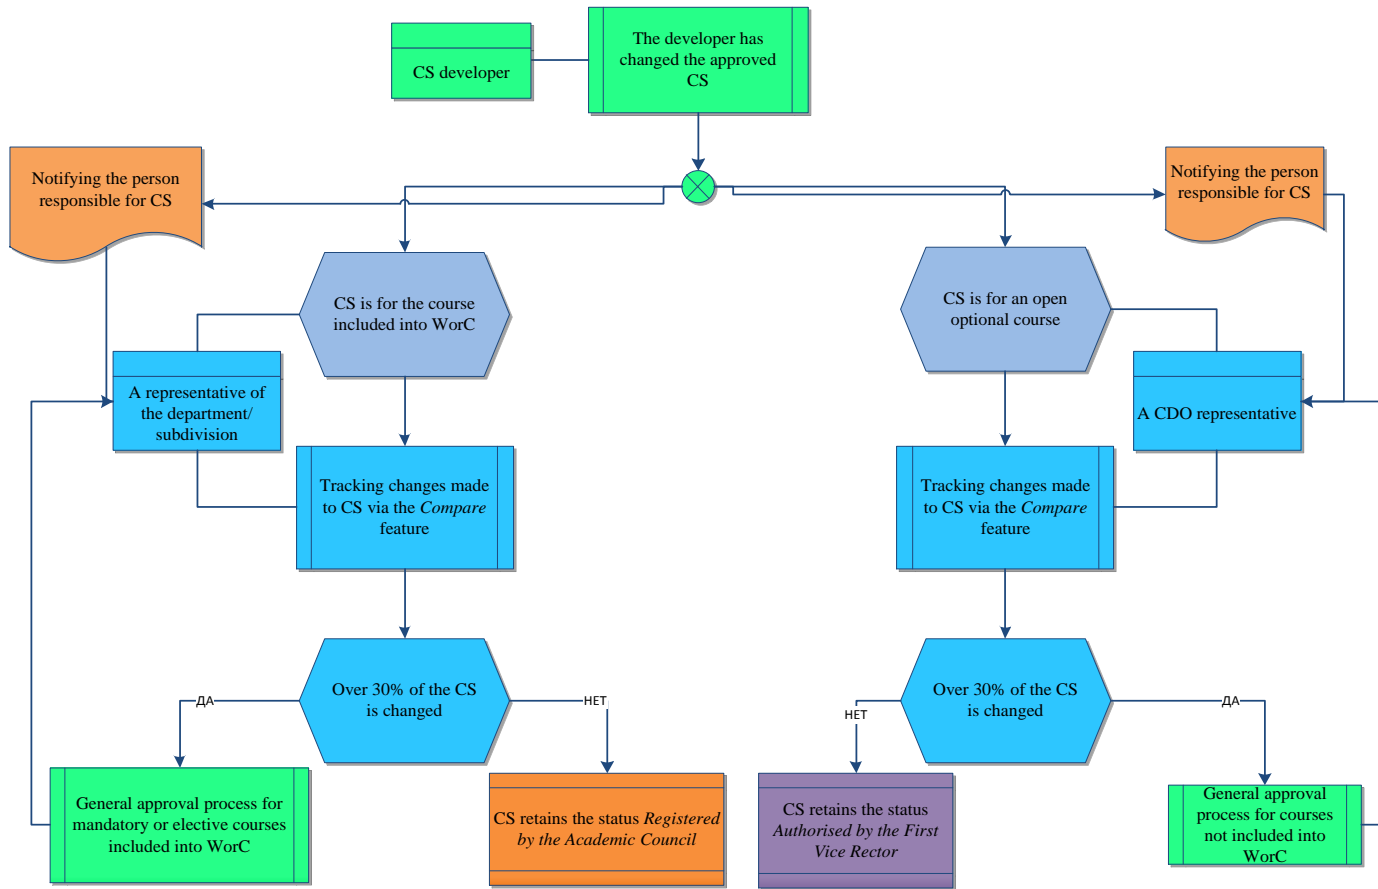 The developer has
changed the approved
CS
CS developer
Notifying the person
responsible for CS
Notifying the person
responsible for CS
CS is for the course
included into WorC
CS is for an open
optional course
A representative of
the department/
subdivision
A CDO representative
Tracking changes made
to CS via the Compare
feature
Tracking changes made
to CS via the Compare
feature
Over 30% of the CS
is changed
Over 30% of the CS
is changed
ДА
НЕТ
НЕТ
ДА
General approval process for
mandatory or elective courses
included into WorC
CS retains the status Registered
by the Academic Council
CS retains the status
Authorised by the First
Vice Rector
General approval
process for courses
not included into
WorC